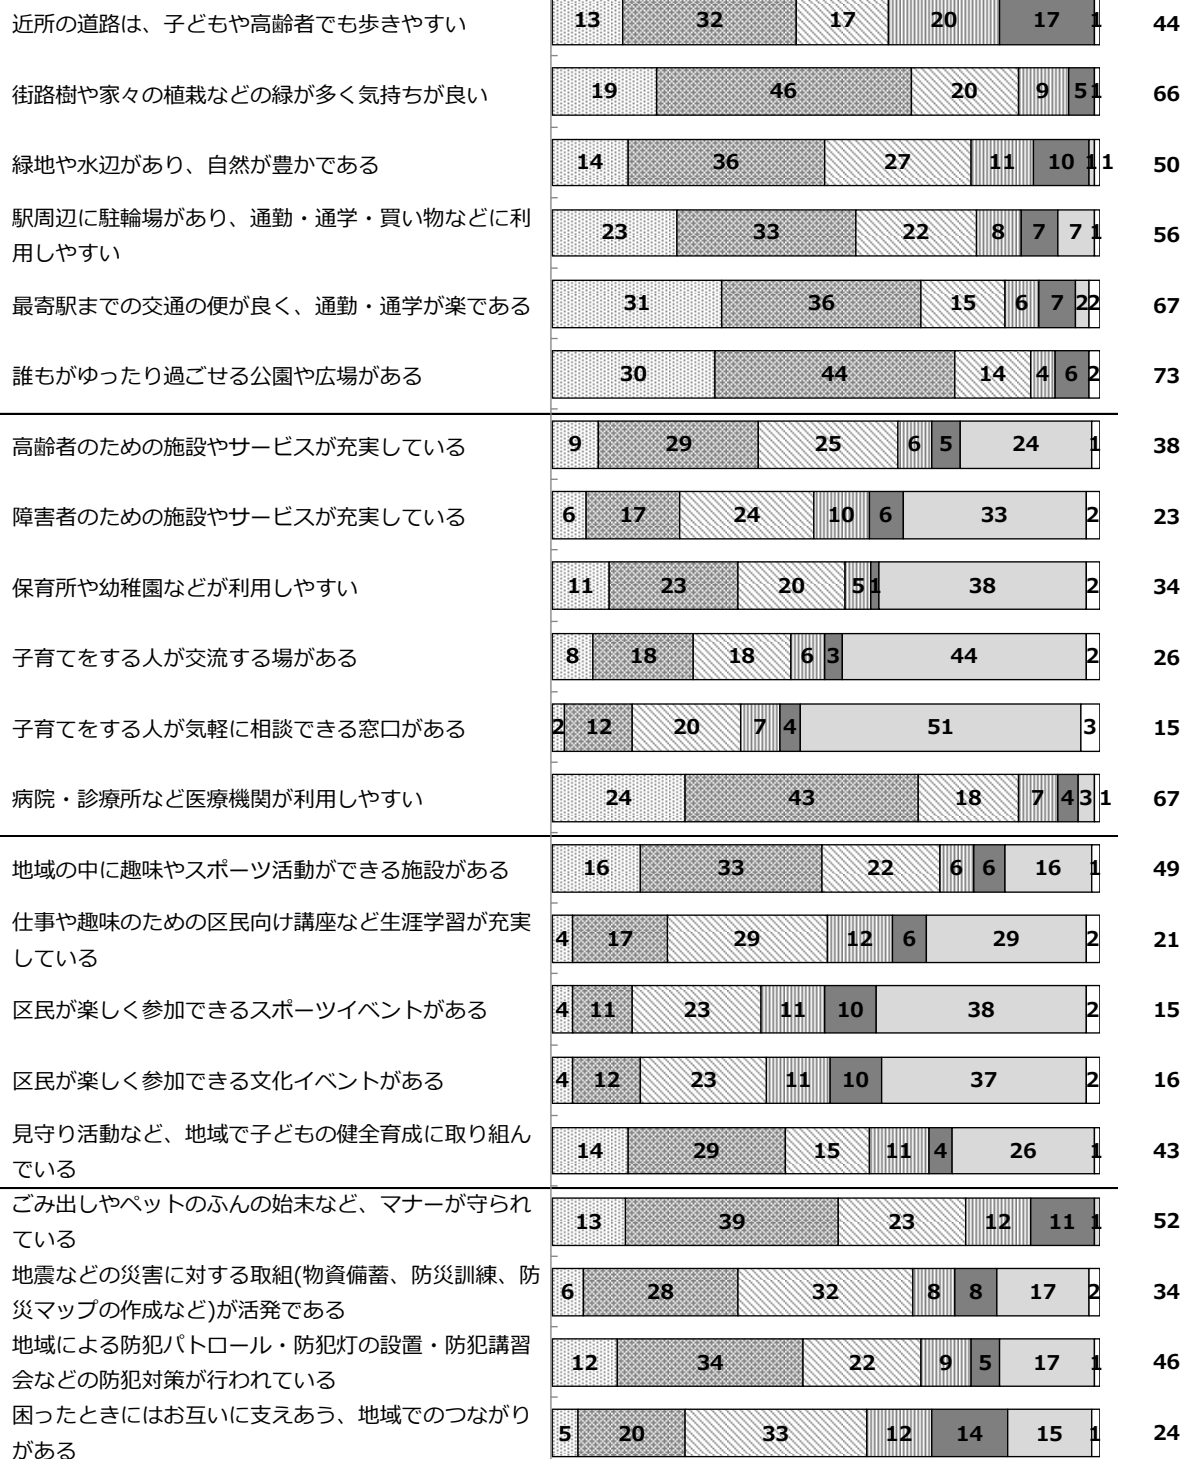 近所の道路は、子どもや高齢者でも歩きやすい 13 32 17 20 17 1 44
街路樹や家々の植栽などの緑が多く気持ちが良い 19 46 20 9 5 1 66
緑地や水辺があり、自然が豊かである 14 36 27 11 10 1 1 50
駅周辺に駐輪場があり、通勤・通学・買い物などに利
用しやすい 23 33 22 8 7 7 1 56
最寄駅までの交通の便が良く、通勤・通学が楽である 31 36 15 6 7 2 2 67
誰もがゆったり過ごせる公園や広場がある 30 44 14 4 6 2 73
高齢者のための施設やサービスが充実している 9 29 25 6 5 24 1 38
障害者のための施設やサービスが充実している 6 17 24 10 6 33 2 23
保育所や幼稚園などが利用しやすい 11 23 20 5 1 38 2 34
子育てをする人が交流する場がある 8 18 18 6 3 44 2 26
子育てをする人が気軽に相談できる窓口がある 2 12 20 7 4 51 3 15
病院・診療所など医療機関が利用しやすい 24 43 18 7 4 3 1 67
地域の中に趣味やスポーツ活動ができる施設がある 16 33 22 6 6 16 1 49
仕事や趣味のための区民向け講座など生涯学習が充実
している 4 17 29 12 6 29 2 21
区民が楽しく参加できるスポーツイベントがある 4 11 23 11 10 38 2 15
区民が楽しく参加できる文化イベントがある 4 12 23 11 10 37 2 16
見守り活動など、地域で子どもの健全育成に取り組ん
でいる 14 29 15 11 4 26 1 43
ごみ出しやペットのふんの始末など、マナーが守られ
ている 13 39 23 12 11 1 52
地震などの災害に対する取組(物資備蓄、防災訓練、防
災マップの作成など)が活発である 6 28 32 8 8 17 2 34
地域による防犯パトロール・防犯灯の設置・防犯講習
会などの防犯対策が行われている 12 34 22 9 5 17 1 46
困ったときにはお互いに支えあう、地域でのつながり
がある 5 20 33 12 14 15 1 24